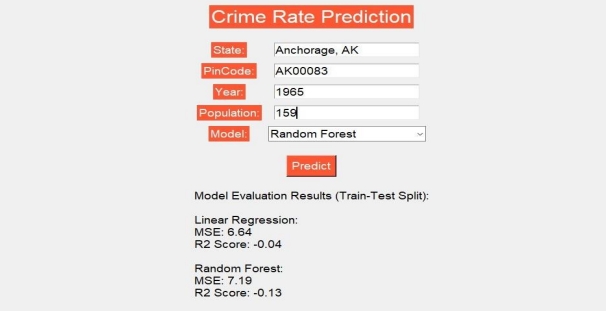 Crime Rate Prediction
State: Anchorage, AK
PinCode: AK00083
Year: 1965
Population: 159
Model: Random Forest
Predict
Model Evaluation Results (Train-Test Split):
Linear Regression:
MSE: 6.64
R2 Score: -0.04
Random Forest:
MSE: 7.19
R2 Score: -0.13